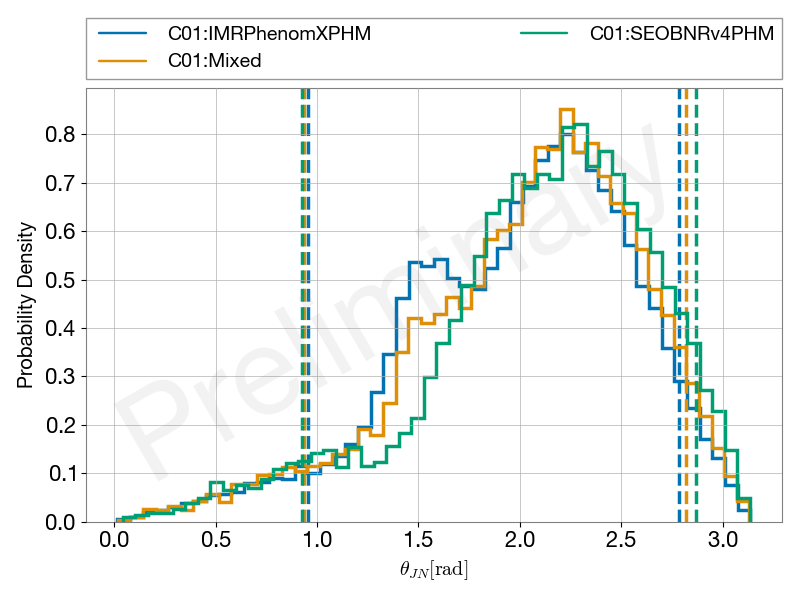 C01:IMRPhenomXPHM
C01:Mixed
C01:SEOBNRv4PHM
Preliminary
Probability Density
0.8
0.7
0.6
0.5
0.4
0.3
0.2
0.1
0.0
0.0 0.5 1.0 1.5 2.0 2.5 3.0
θ_JN[rad]